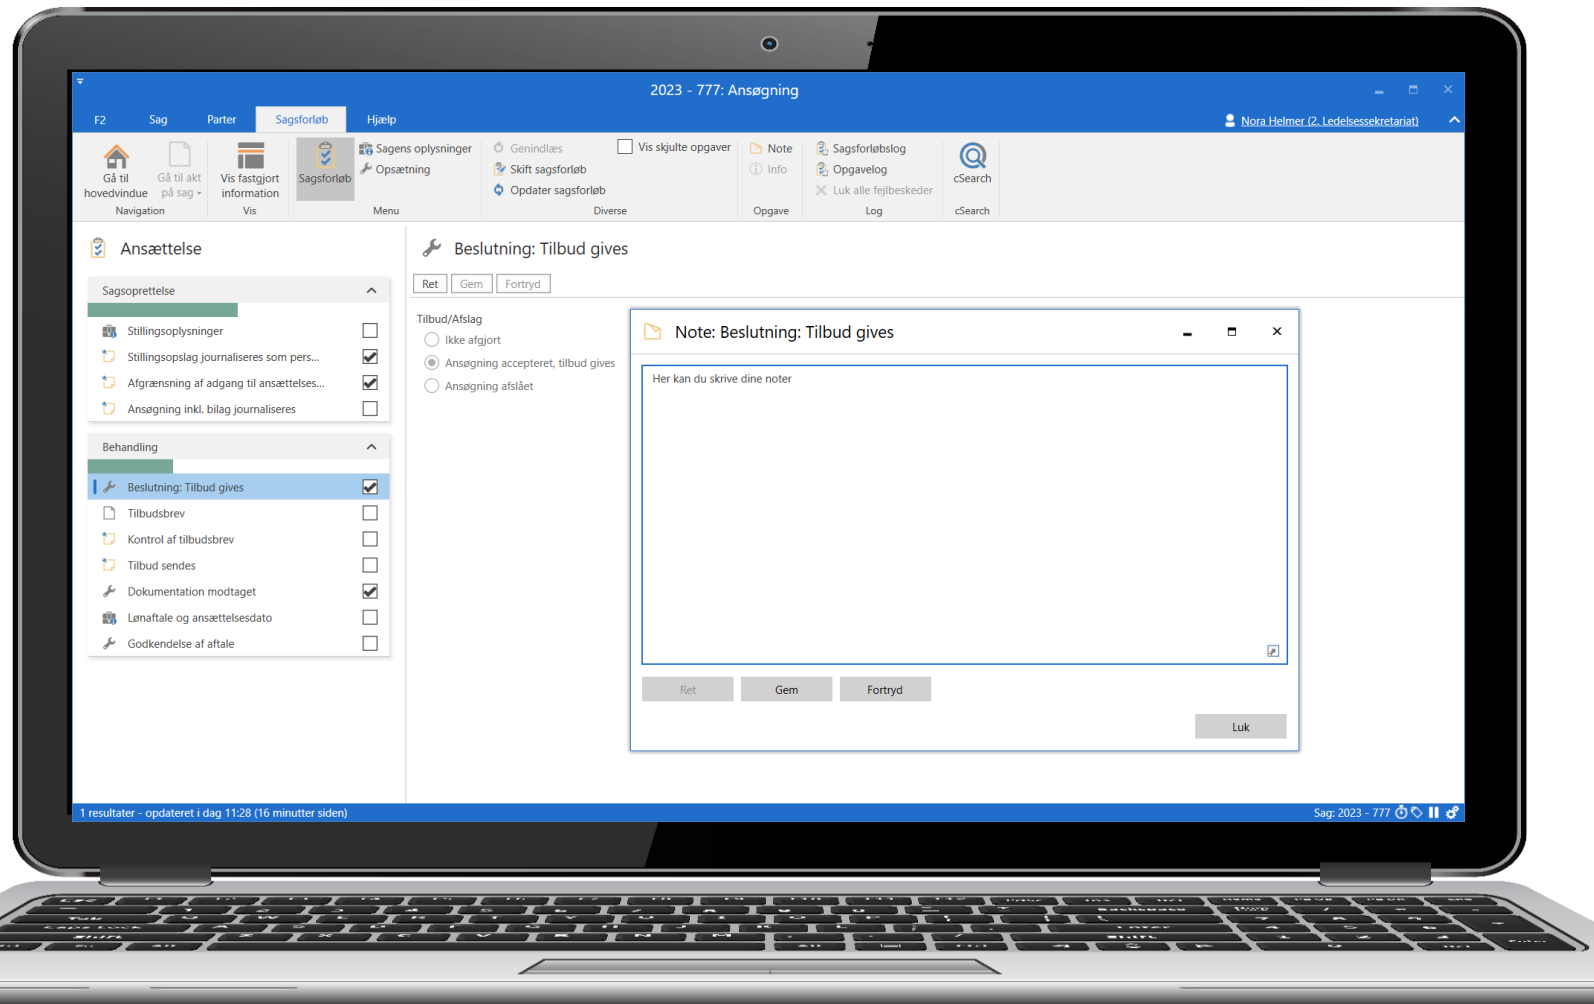 2023 - 777: Ansøgning
F2 Sag Parter Sagsforløb Hjælp
Nora Helmer (2. Ledelsessekretariat)
Gå til hovedvindue
Gå til akt på sag
Navigation
Vis fastgjort information
Vis
Sagsforløb
Sagens oplysninger
Opsætning
Menu
Genindlæs
Skift sagsforløb
Opdater sagsforløb
Vis skjulte opgaver
Diverse
Note
Info
Opgave
Sagsforløbslog
Opgavelog
Luk alle fejlbeskeder
Log
cSearch
cSearch
Ansættelse
Sagsoprettelse
Stillingsoplysninger
Stillingsopslag journaliseres som pers...
Afgrænsning af adgang til ansættelses...
Ansøgning inkl. bilag journaliseres
Behandling
Beslutning: Tilbud gives
Tilbudsbrev
Kontrol af tilbudsbrev
Tilbud sendes
Dokumentation modtaget
Lønaftale og ansættelsesdato
Godkendelse af aftale
Beslutning: Tilbud gives
Ret Gem Fortryd
Tilbud/Afslag
Ikke afgjort
Ansøgning accepteret, tilbud gives
Ansøgning afslået
Note: Beslutning: Tilbud gives
Her kan du skrive dine noter
Ret Gem Fortryd
Luk
1 resultater - opdateret i dag 11:28 (16 minutter siden)
Sag: 2023 - 777